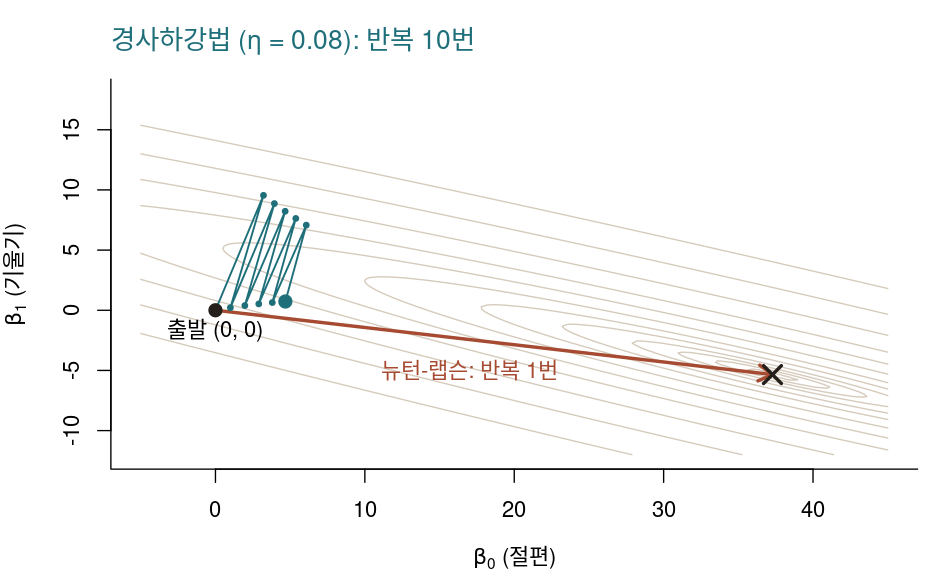 경사하강법 (η = 0.08): 반복 10번
β₁ (기울기)
15
10
5
0
-5
-10
출발 (0, 0)
뉴턴-랩슨: 반복 1번
0 10 20 30 40
β₀ (절편)